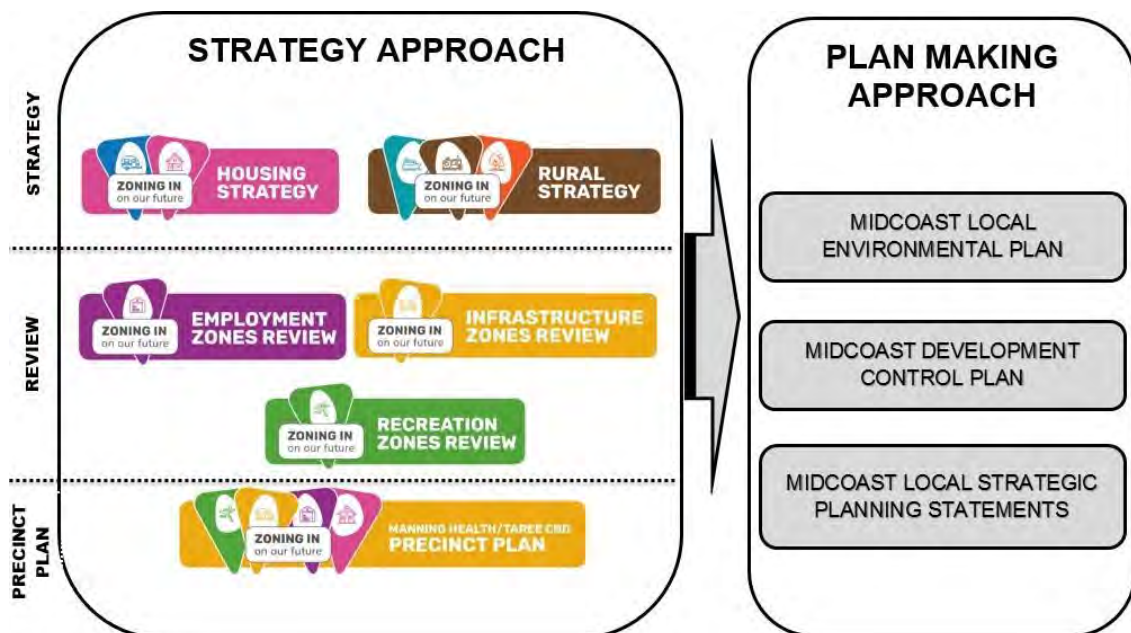 STRATEGY APPROACH
STRATEGY
ZONING IN
on our future
HOUSING
STRATEGY
ZONING IN
on our future
RURAL
STRATEGY
REVIEW
ZONING IN
on our future
EMPLOYMENT
ZONES REVIEW
ZONING IN
on our future
INFRASTRUCTURE
ZONES REVIEW
ZONING IN
on our future
RECREATION
ZONES REVIEW
PRECINCT
PLAN
ZONING IN
on our future
MANNING HEALTH/TAREE CBD
PRECINCT PLAN
PLAN MAKING
APPROACH
MIDCOAST LOCAL
ENVIRONMENTAL PLAN
MIDCOAST DEVELOPMENT
CONTROL PLAN
MIDCOAST LOCAL STRATEGIC
PLANNING STATEMENTS